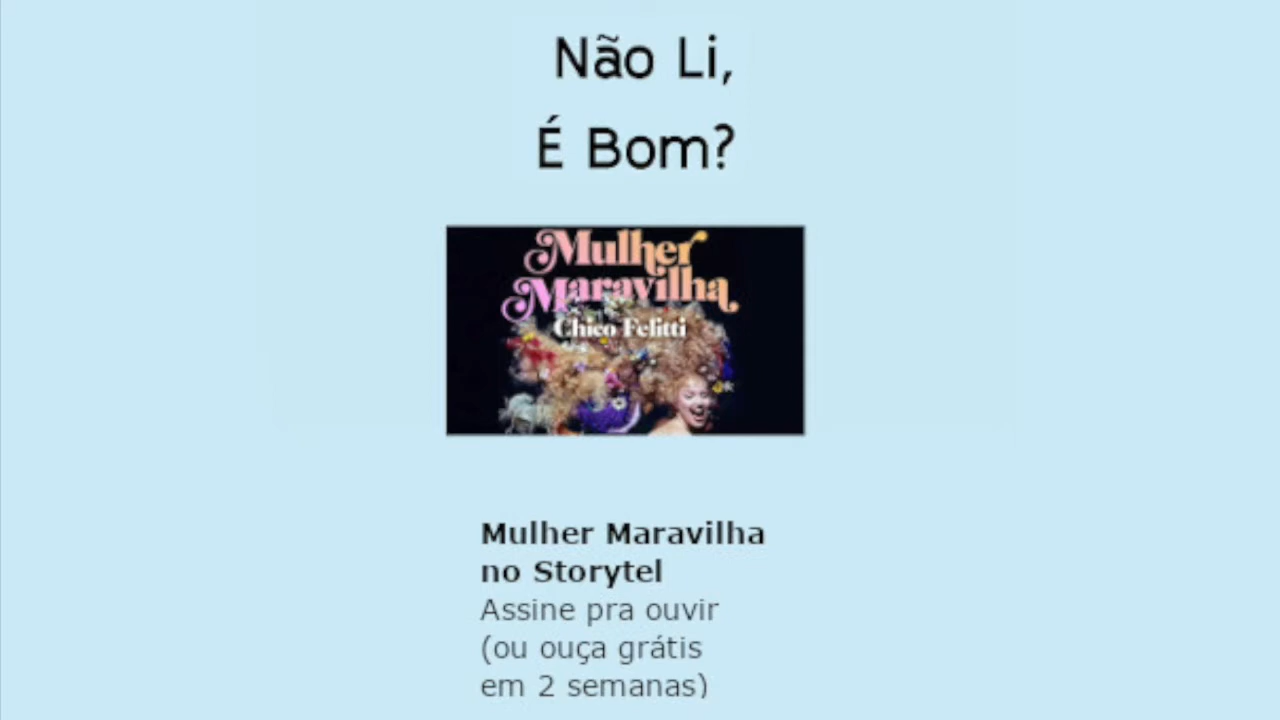 Não Li,
É Bom?
Mulher
Maravilha
Chico Felitti
Mulher Maravilha
no Storytel
Assine pra ouvir
(ou ouça grátis
em 2 semanas)